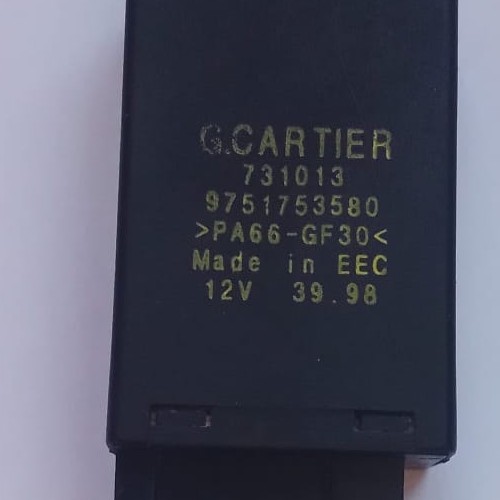 G.CARTIER
731013
9751753580
>PA66-GF30<
Made in EEC
12V 39.98